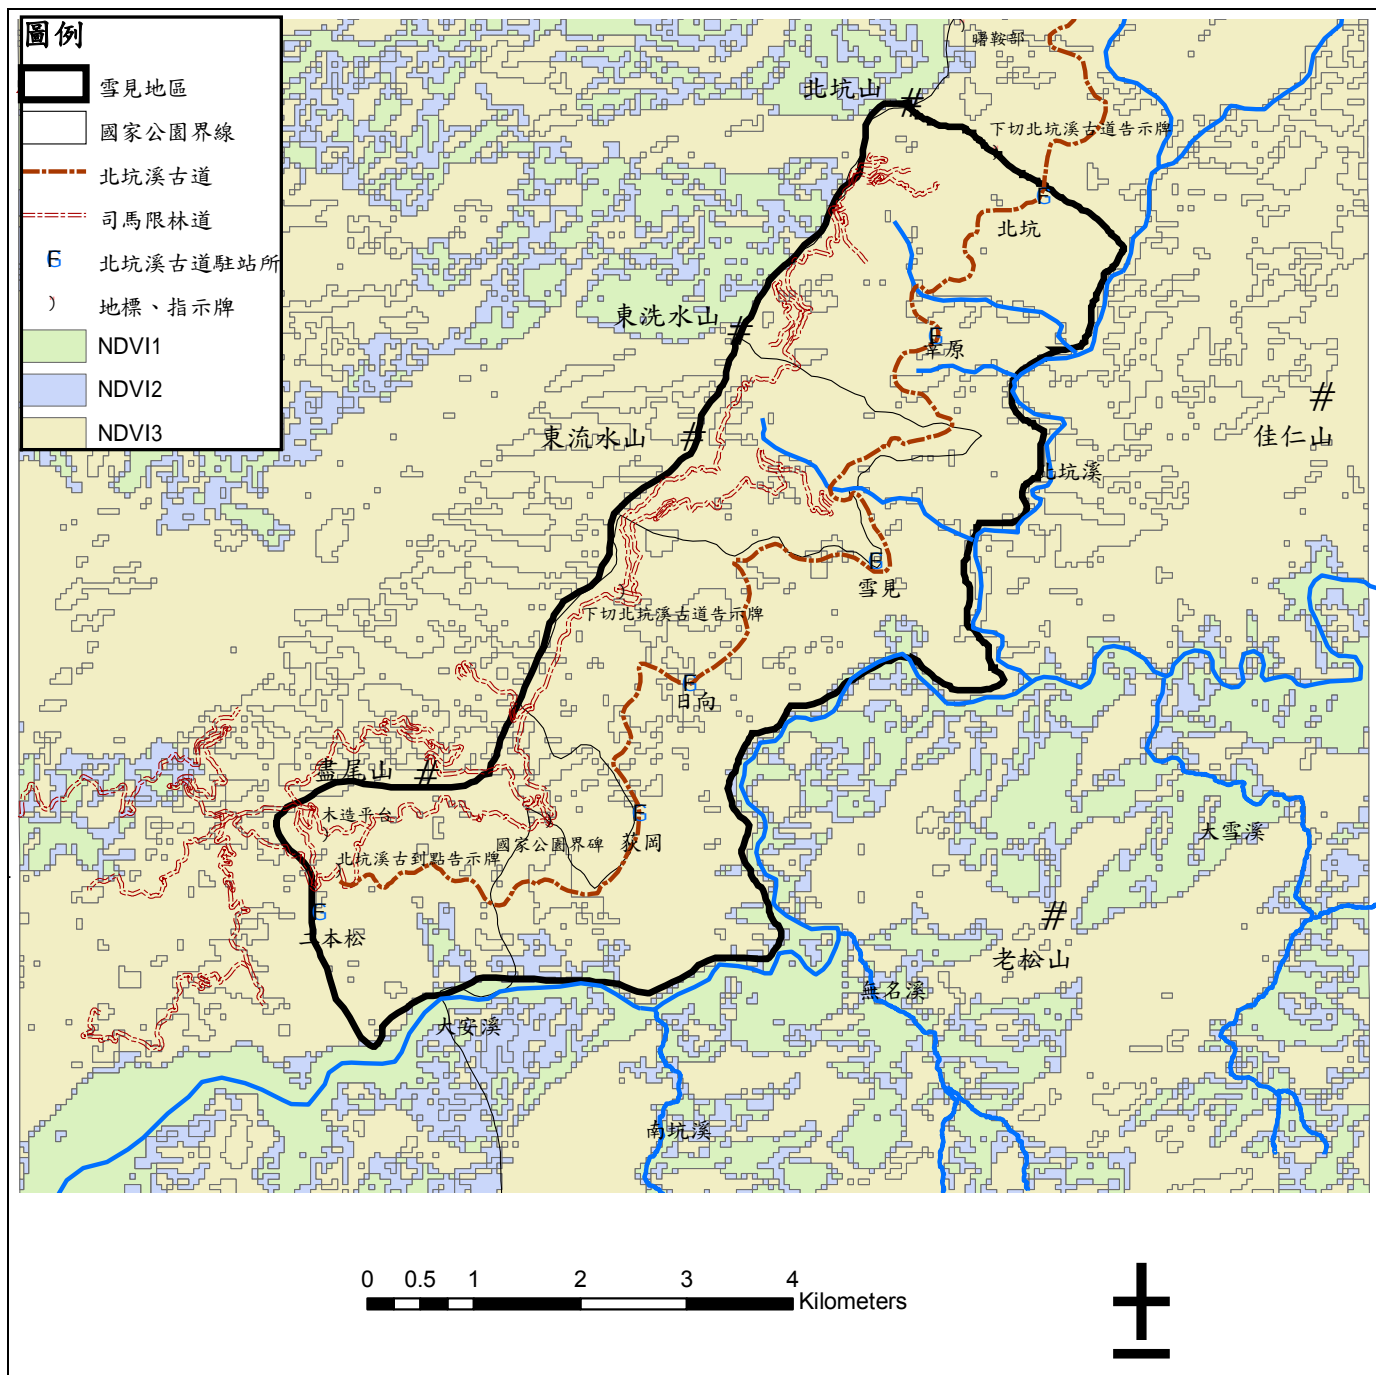 圖例
雪見地區
國家公園界線
北坑溪古道
司馬限林道
北坑溪古道駐站所
地標、指示牌
NDVI1
NDVI2
NDVI3
曙鞍部
北坑山
下切北坑溪古道告示牌
北坑
東洗水山
幸原
東流水山
佳仁山
北坑溪
雪見
下切北坑溪古道告示牌
日向
盡尾山
木造平台
國家公園界碑
荻岡
大雪溪
北坑溪古到點告示牌
二本松
老松山
無名溪
大安溪
南坑溪
0 0.5 1 2 3 4
Kilometers